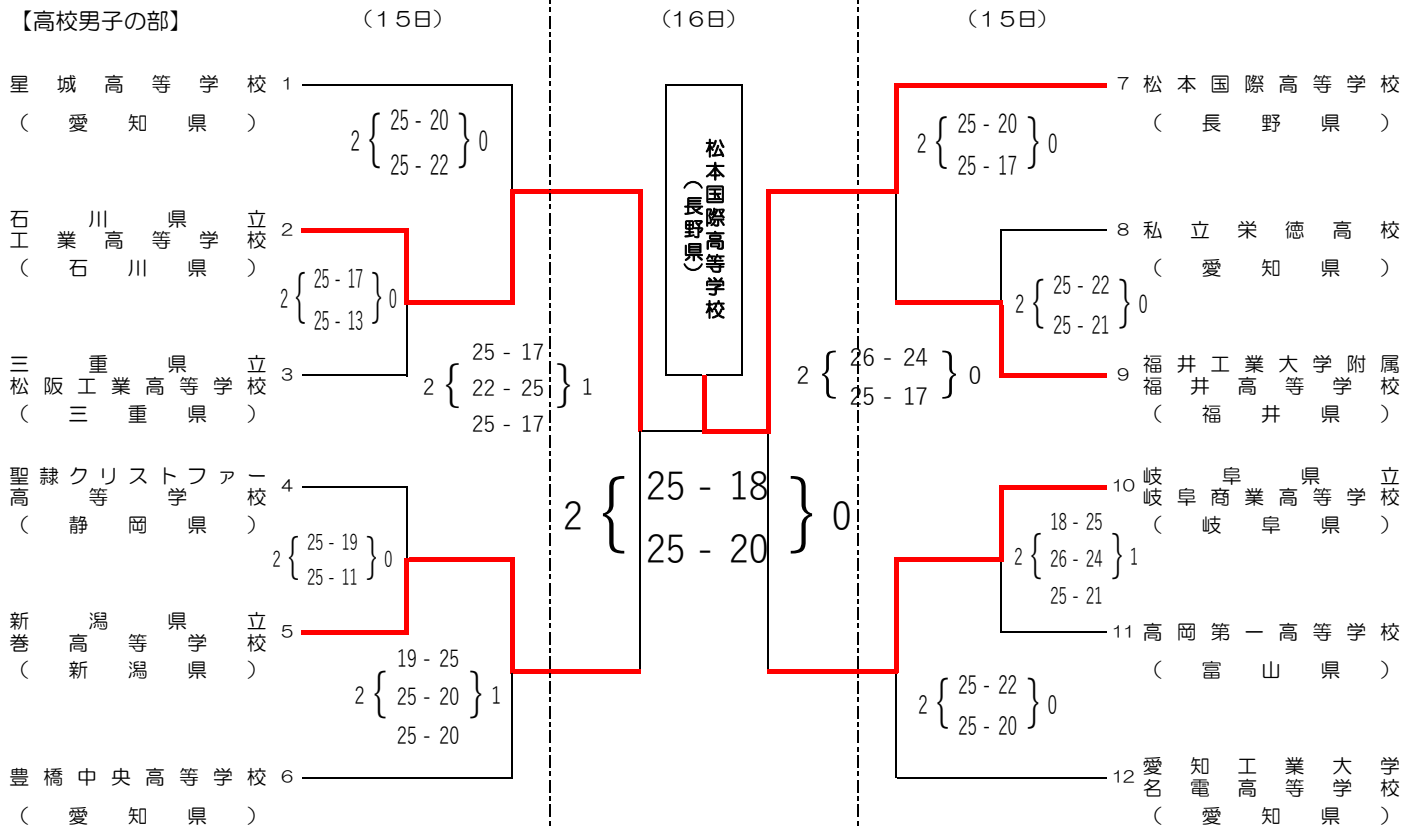 【高校男子の部】
（１５日）
（１６日）
（１５日）
星城高等学校 1
（愛知県）
2 { 25 - 20 } 0
25 - 22
石川県立
工業高等学校 2
（石川県）
2 { 25 - 17 } 0
25 - 13
三重県立
松阪工業高等学校 3
（三重県）
25 - 17
2 { 22 - 25 } 1
25 - 17
聖隷クリストファー
高等学校 4
（静岡県）
2 { 25 - 19 } 0
25 - 11
新潟県立
巻高等学校 5
（新潟県）
19 - 25
2 { 25 - 20 } 1
25 - 20
豊橋中央高等学校 6
（愛知県）
松本国際高等学校
（長野県）
2 { 25 - 18 } 0
25 - 20
7 松本国際高等学校
（長野県）
2 { 25 - 20 } 0
25 - 17
8 私立栄徳高校
（愛知県）
2 { 25 - 22 } 0
25 - 21
9 福井工業大学附属
福井高等学校
（福井県）
2 { 26 - 24 } 0
25 - 17
10 岐阜県立
岐阜商業高等学校
（岐阜県）
18 - 25
2 { 26 - 24 } 1
25 - 21
11 高岡第一高等学校
（富山県）
2 { 25 - 22 } 0
25 - 20
12 愛知工業大学
名電高等学校
（愛知県）